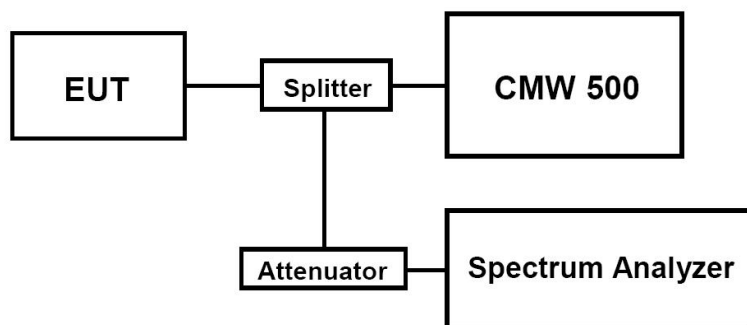 EUT
Splitter
CMW 500
Attenuator
Spectrum Analyzer